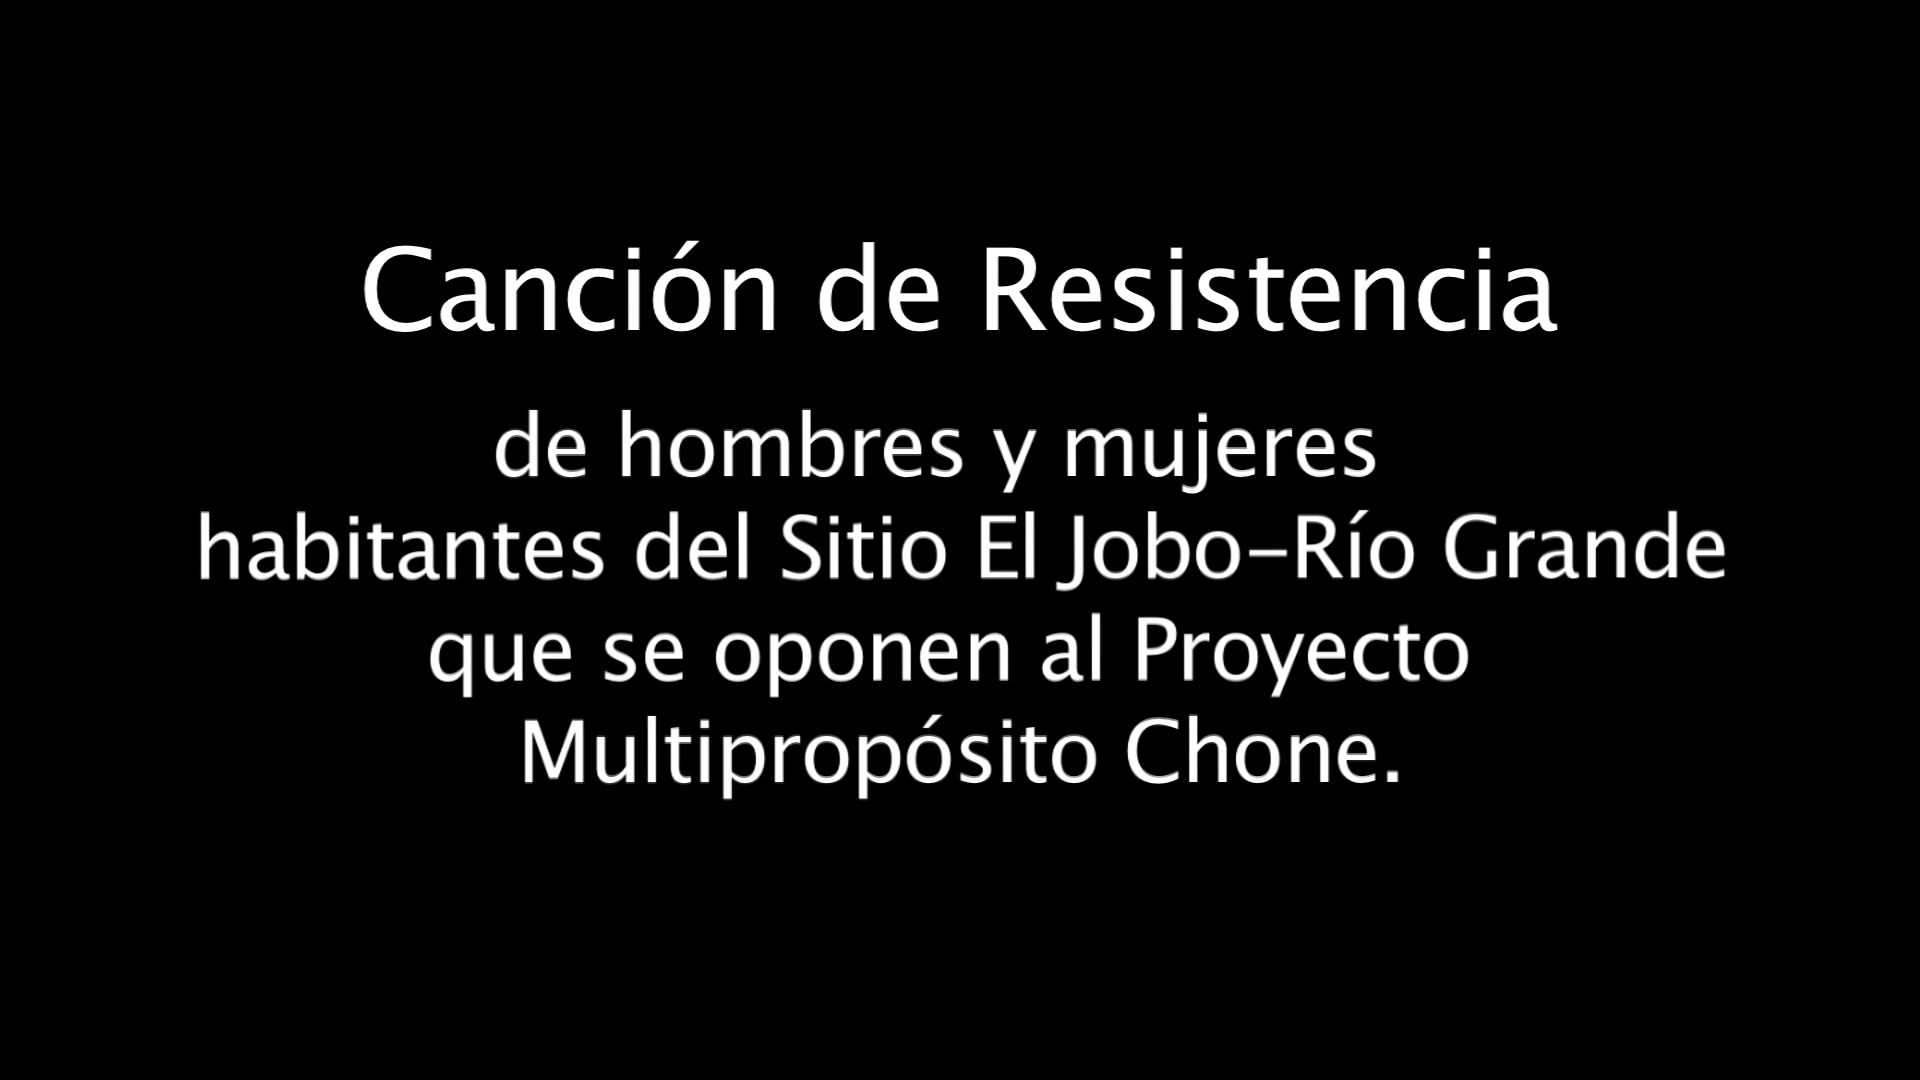 Canción de Resistencia
de hombres y mujeres
habitantes del Sitio El Jobo-Río Grande
que se oponen al Proyecto
Multipropósito Chone.